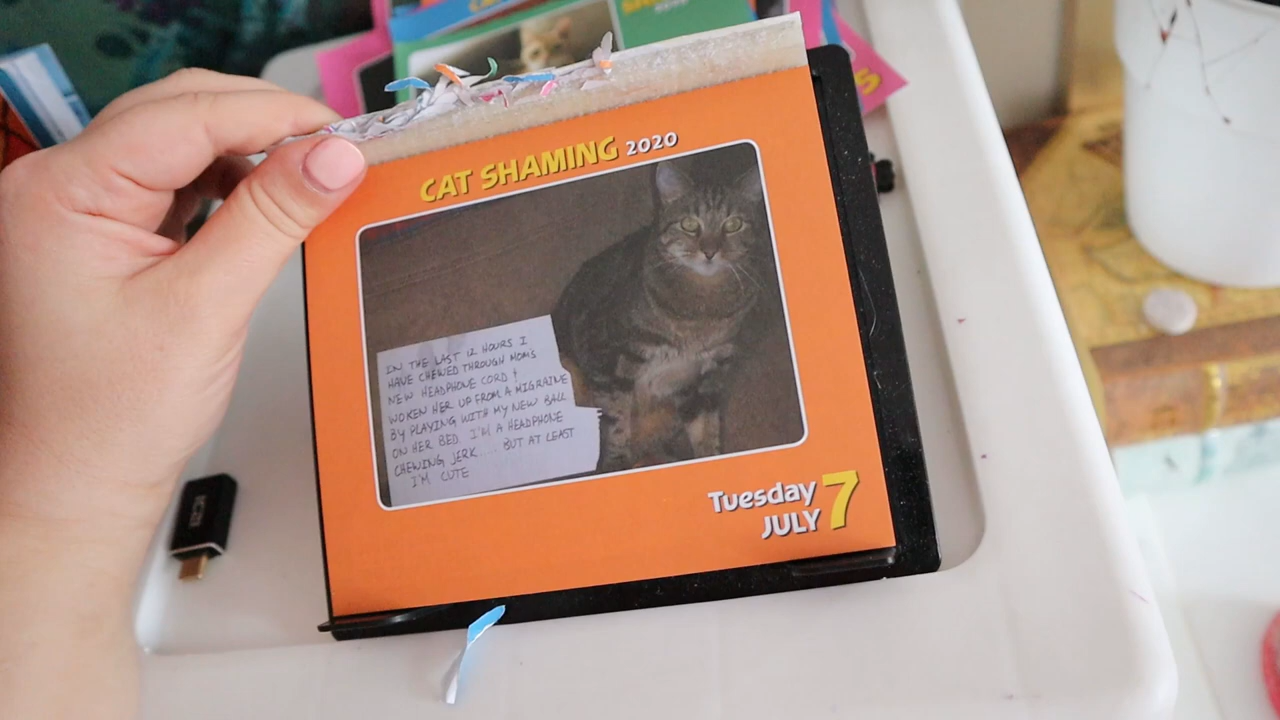 CAT SHAMING 2020
IN THE LAST 12 HOURS I
HAVE CHEWED THROUGH MOM'S
NEW HEADPHONE CORD &
WOKEN HER UP FROM A MIGRAINE
BY PLAYING WITH MY NEW BALL
ON HER BED. I'M A HEADPHONE
CHEWING JERK..... BUT AT LEAST
I'M CUTE
Tuesday
JULY 7